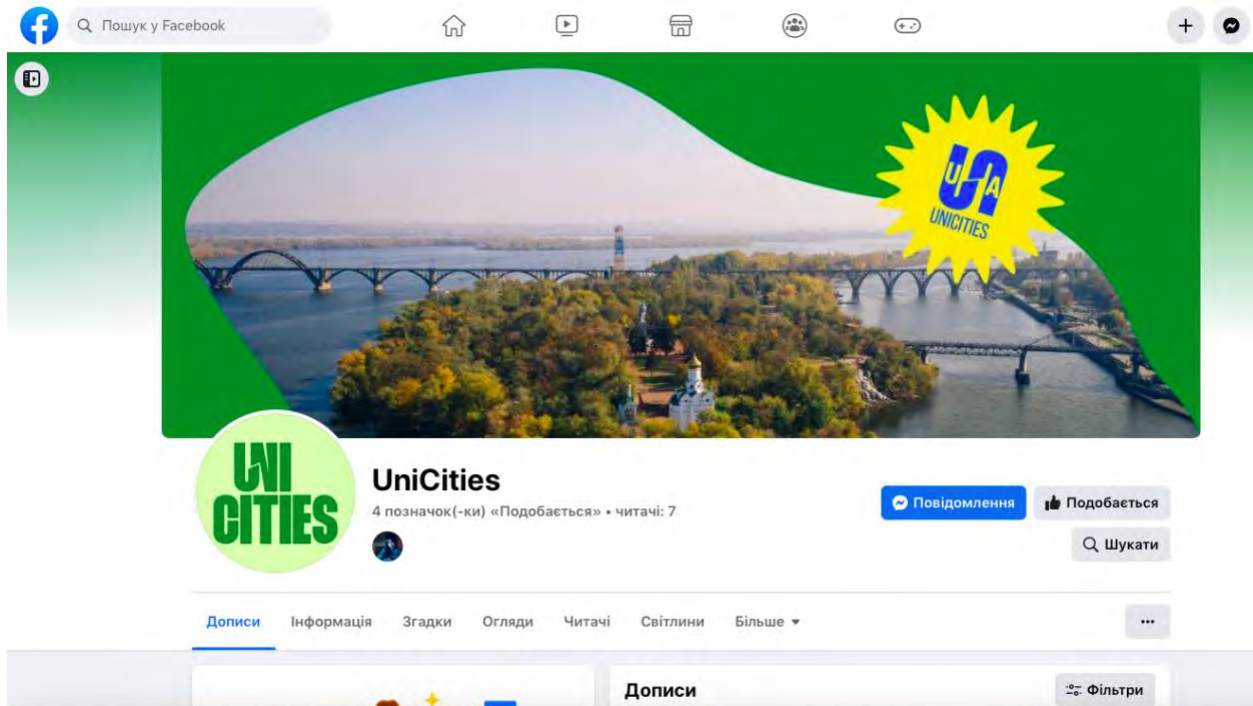 Пошук у Facebook
U A
UNICITIES
UNI
CITIES
UniCities
4 позначок(-ки) «Подобається» • читачі: 7
Повідомлення
Подобається
Шукати
Дописи Інформація Згадки Огляди Читачі Світлини Більше
Дописи
Фільтри